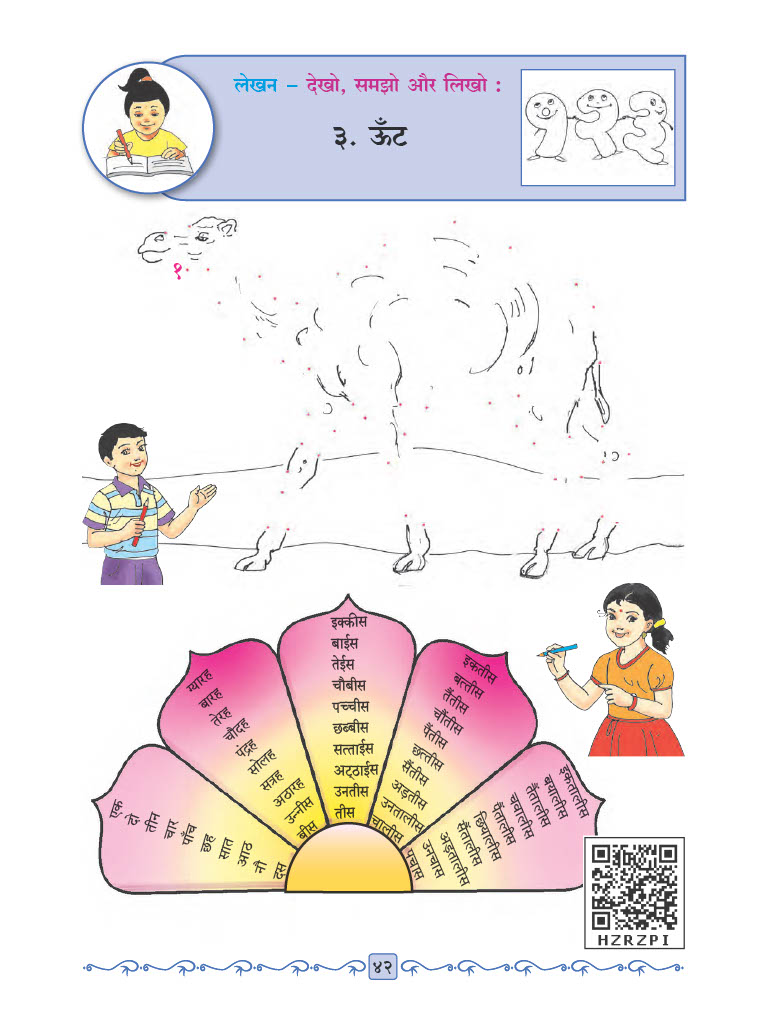 लेखन – देखो, समझो और लिखो :
३. ऊँट
१
एक
दो
तीन
चार
पाँच
छह
सात
आठ
नौ
दस
ग्यारह
बारह
तेरह
चौदह
पंद्रह
सोलह
सत्रह
अठारह
उन्नीस
बीस
इक्कीस
बाईस
तेईस
चौबीस
पच्चीस
छब्बीस
सत्ताईस
अट्ठाईस
उनतीस
तीस
इकतीस
बत्तीस
तैंतीस
चौंतीस
पैंतीस
छत्तीस
सैंतीस
अड़तीस
उनतालीस
चालीस
इकतालीस
बयालीस
तैंतालीस
चवालीस
पैंतालीस
छियालीस
सैंतालीस
अड़तालीस
उनचास
पचास
HZRZPI
४२